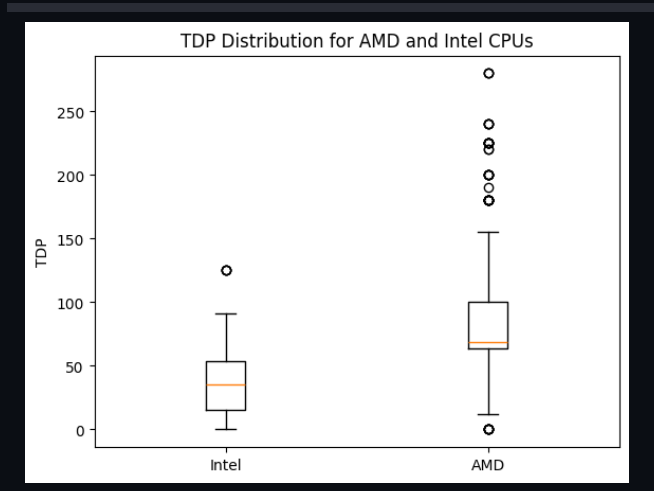 TDP Distribution for AMD and Intel CPUs
250
200
150
TDP
100
50
0
Intel
AMD